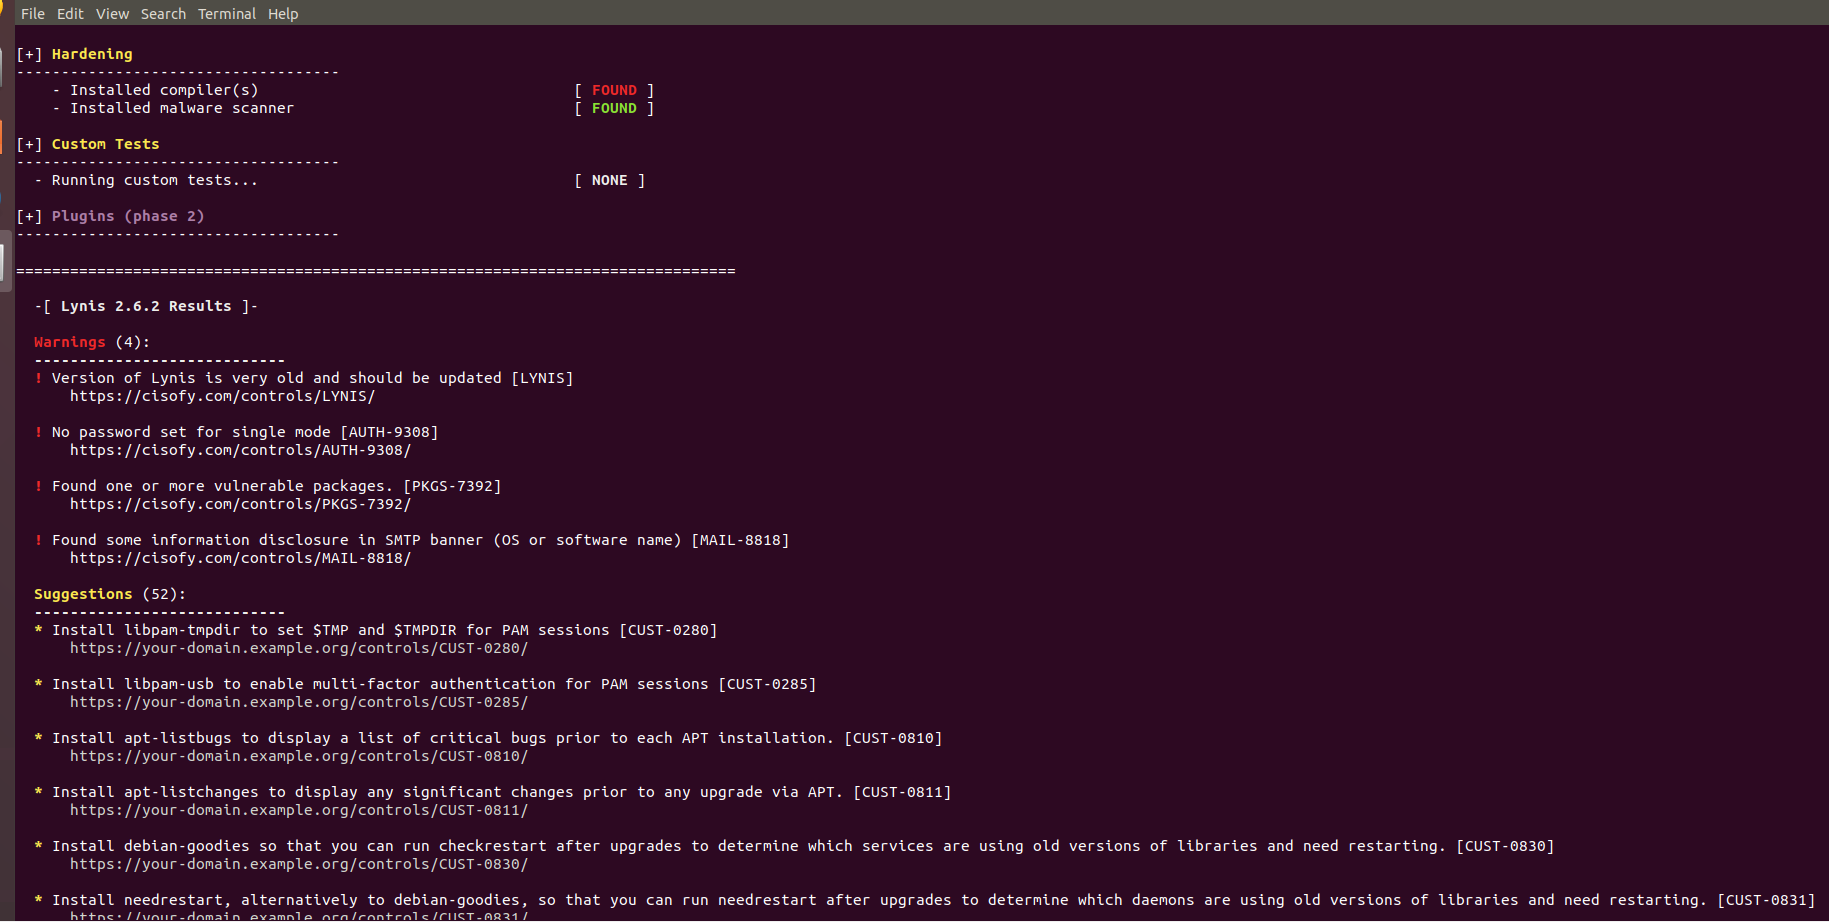 File Edit View Search Terminal Help
[+] Hardening
------------------------------------
- Installed compiler(s) [ FOUND ]
- Installed malware scanner [ FOUND ]
[+] Custom Tests
------------------------------------
- Running custom tests... [ NONE ]
[+] Plugins (phase 2)
------------------------------------
================================================================================
-[ Lynis 2.6.2 Results ]-
Warnings (4):
----------------------------
! Version of Lynis is very old and should be updated [LYNIS]
https://cisofy.com/controls/LYNIS/
! No password set for single mode [AUTH-9308]
https://cisofy.com/controls/AUTH-9308/
! Found one or more vulnerable packages. [PKGS-7392]
https://cisofy.com/controls/PKGS-7392/
! Found some information disclosure in SMTP banner (OS or software name) [MAIL-8818]
https://cisofy.com/controls/MAIL-8818/
Suggestions (52):
----------------------------
* Install libpam-tmpdir to set $TMP and $TMPDIR for PAM sessions [CUST-0280]
https://your-domain.example.org/controls/CUST-0280/
* Install libpam-usb to enable multi-factor authentication for PAM sessions [CUST-0285]
https://your-domain.example.org/controls/CUST-0285/
* Install apt-listbugs to display a list of critical bugs prior to each APT installation. [CUST-0810]
https://your-domain.example.org/controls/CUST-0810/
* Install apt-listchanges to display any significant changes prior to any upgrade via APT. [CUST-0811]
https://your-domain.example.org/controls/CUST-0811/
* Install debian-goodies so that you can run checkrestart after upgrades to determine which services are using old versions of libraries and need restarting. [CUST-0830]
https://your-domain.example.org/controls/CUST-0830/
* Install needrestart, alternatively to debian-goodies, so that you can run needrestart after upgrades to determine which daemons are using old versions of libraries and need restarting. [CUST-0831]
https://your-domain.example.org/controls/CUST-0831/